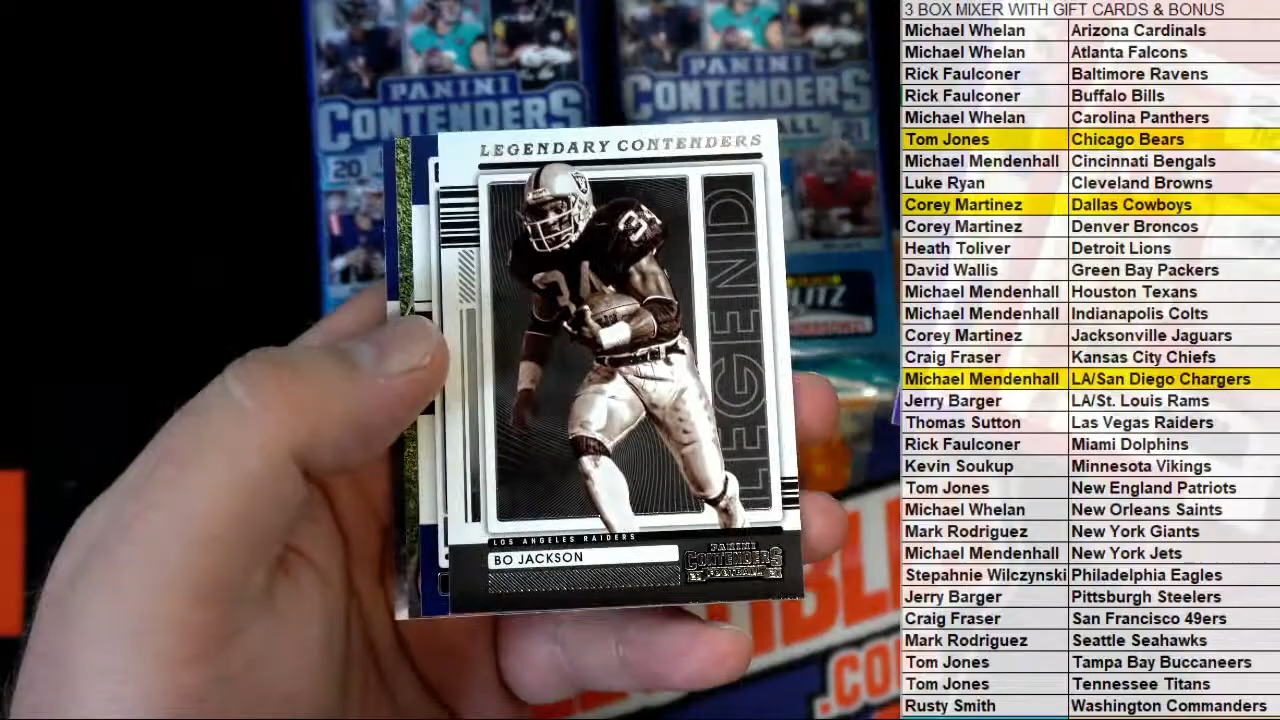 3 BOX MIXER WITH GIFT CARDS & BONUS
Michael Whelan Arizona Cardinals
Michael Whelan Atlanta Falcons
Rick Faulconer Baltimore Ravens
Rick Faulconer Buffalo Bills
Michael Whelan Carolina Panthers
Tom Jones Chicago Bears
Michael Mendenhall Cincinnati Bengals
Luke Ryan Cleveland Browns
Corey Martinez Dallas Cowboys
Corey Martinez Denver Broncos
Heath Toliver Detroit Lions
David Wallis Green Bay Packers
Michael Mendenhall Houston Texans
Michael Mendenhall Indianapolis Colts
Corey Martinez Jacksonville Jaguars
Craig Fraser Kansas City Chiefs
Michael Mendenhall LA/San Diego Chargers
Jerry Barger LA/St. Louis Rams
Thomas Sutton Las Vegas Raiders
Rick Faulconer Miami Dolphins
Kevin Soukup Minnesota Vikings
Tom Jones New England Patriots
Michael Whelan New Orleans Saints
Mark Rodriguez New York Giants
Michael Mendenhall New York Jets
Stepahnie Wilczynski Philadelphia Eagles
Jerry Barger Pittsburgh Steelers
Craig Fraser San Francisco 49ers
Mark Rodriguez Seattle Seahawks
Tom Jones Tampa Bay Buccaneers
Tom Jones Tennessee Titans
Rusty Smith Washington Commanders
PANINI
CONTENDERS
PANINI
CONTENDERS
20
LEGENDARY CONTENDERS
34
LEGEND
LOS ANGELES RAIDERS
BO JACKSON
PANINI
CONTENDERS
FOOTBALL
.CO